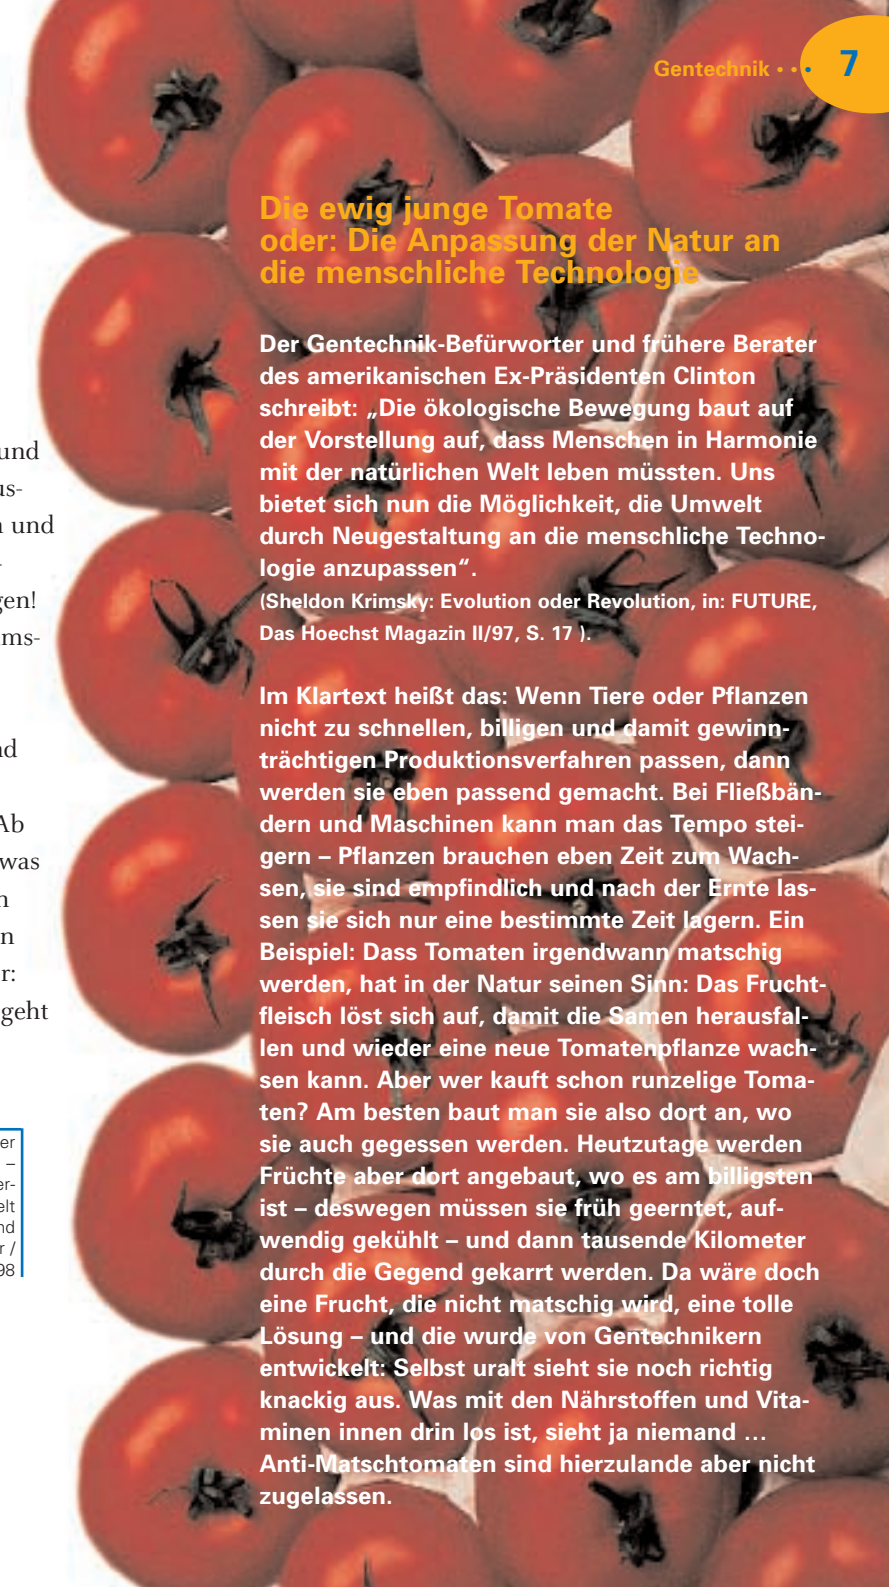 Gentechnik • • • 7
Die ewig junge Tomate
oder: Die Anpassung der Natur an
die menschliche Technologie
Der Gentechnik-Befürworter und frühere Berater
des amerikanischen Ex-Präsidenten Clinton
schreibt: „Die ökologische Bewegung baut auf
der Vorstellung auf, dass Menschen in Harmonie
mit der natürlichen Welt leben müssten. Uns
bietet sich nun die Möglichkeit, die Umwelt
durch Neugestaltung an die menschliche Techno-
logie anzupassen“.
(Sheldon Krimsky: Evolution oder Revolution, in: FUTURE,
Das Hoechst Magazin II/97, S. 17 ).
Im Klartext heißt das: Wenn Tiere oder Pflanzen
nicht zu schnellen, billigen und damit gewinn-
trächtigen Produktionsverfahren passen, dann
werden sie eben passend gemacht. Bei Fließbän-
dern und Maschinen kann man das Tempo stei-
gern – Pflanzen brauchen eben Zeit zum Wach-
sen, sie sind empfindlich und nach der Ernte las-
sen sie sich nur eine bestimmte Zeit lagern. Ein
Beispiel: Dass Tomaten irgendwann matschig
werden, hat in der Natur seinen Sinn: Das Frucht-
fleisch löst sich auf, damit die Samen herausfal-
len und wieder eine neue Tomatenpflanze wach-
sen kann. Aber wer kauft schon runzelige Toma-
ten? Am besten baut man sie also dort an, wo
sie auch gegessen werden. Heutzutage werden
Früchte aber dort angebaut, wo es am billigsten
ist – deswegen müssen sie früh geerntet, auf-
wendig gekühlt – und dann tausende Kilometer
durch die Gegend gekarrt werden. Da wäre doch
eine Frucht, die nicht matschig wird, eine tolle
Lösung – und die wurde von Gentechnikern
entwickelt: Selbst uralt sieht sie noch richtig
knackig aus. Was mit den Nährstoffen und Vita-
minen innen drin los ist, sieht ja niemand …
Anti-Matschtomaten sind hierzulande aber nicht
zugelassen.
und
us-
und
gen!
ms-
Ab
was
geht